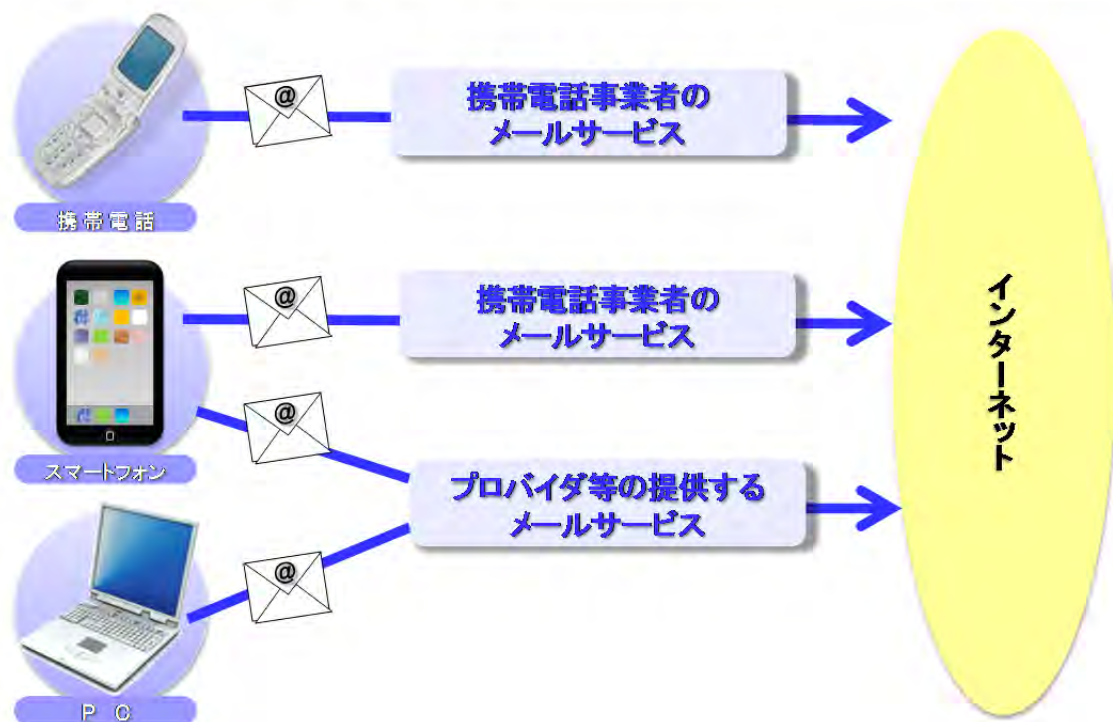 @
携帯電話事業者の
メールサービス
携帯電話
@
携帯電話事業者の
メールサービス
インターネット
@
スマートフォン
プロバイダ等の提供する
メールサービス
@
PC